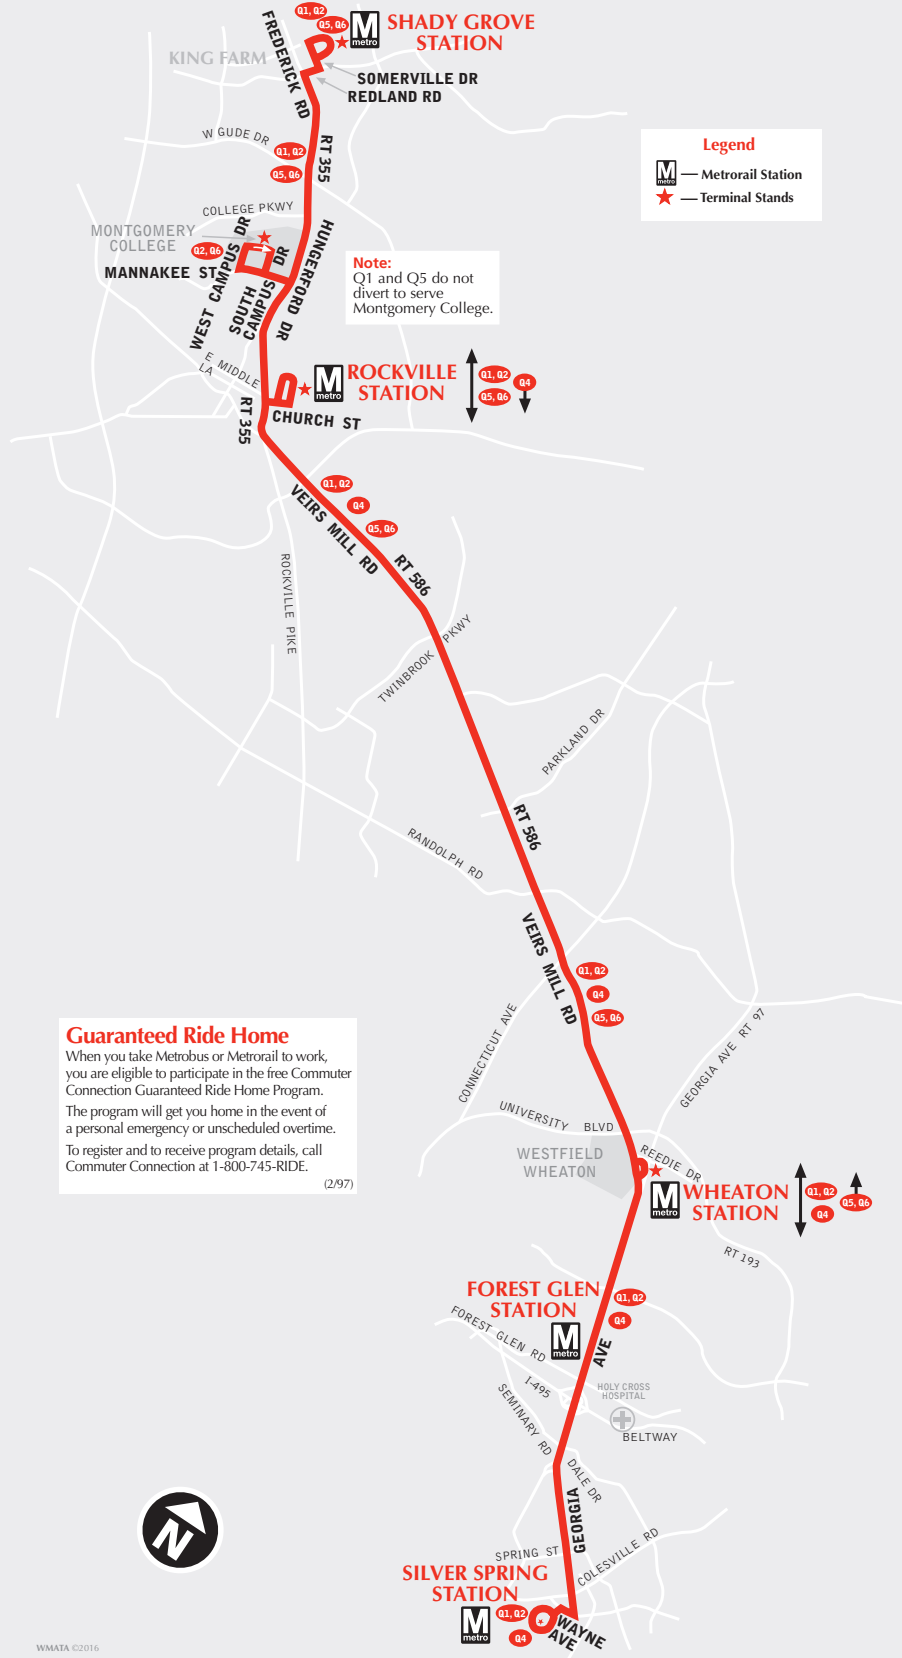 Q1, Q2
Q5, Q6
M
metro
SHADY GROVE
STATION
FREDERICK RD
KING FARM
SOMERVILLE DR
REDLAND RD
W GUDE DR
Q1, Q2
Q5, Q6
RT 355
Legend
M
metro
— Metrorail Station
— Terminal Stands
COLLEGE PKWY
MONTGOMERY
COLLEGE
Q2, Q6
MANNAKEE ST
WEST CAMPUS DR
SOUTH
CAMPUS DR
HUNGERFORD DR
Note:
Q1 and Q5 do not
divert to serve
Montgomery College.
E MIDDLE
LA
M
metro
ROCKVILLE
STATION
Q1, Q2
Q5, Q6
Q4
RT 355
CHURCH ST
Q1, Q2
Q4
Q5, Q6
VEIRS MILL RD
RT 586
ROCKVILLE PIKE
TWINBROOK PKWY
PARKLAND DR
RT 586
RANDOLPH RD
VEIRS MILL RD
Q1, Q2
Q4
Q5, Q6
CONNECTICUT AVE
GEORGIA AVE RT 97
Guaranteed Ride Home
When you take Metrobus or Metrorail to work,
you are eligible to participate in the free Commuter
Connection Guaranteed Ride Home Program.
The program will get you home in the event of
a personal emergency or unscheduled overtime.
To register and to receive program details, call
Commuter Connection at 1-800-745-RIDE.
(2/97)
UNIVERSITY BLVD
WESTFIELD
WHEATON
REEDIE DR
M
metro
WHEATON
STATION
Q1, Q2
Q4
Q5, Q6
RT 193
FOREST GLEN
STATION
M
metro
Q1, Q2
Q4
FOREST GLEN RD
AVE
I-495
HOLY CROSS
HOSPITAL
BELTWAY
SEMINARY RD
DALE DR
GEORGIA
SPRING ST
COLESVILLE RD
SILVER SPRING
STATION
M
metro
Q1, Q2
Q4
WAYNE
AVE
N
WMATA ©2016